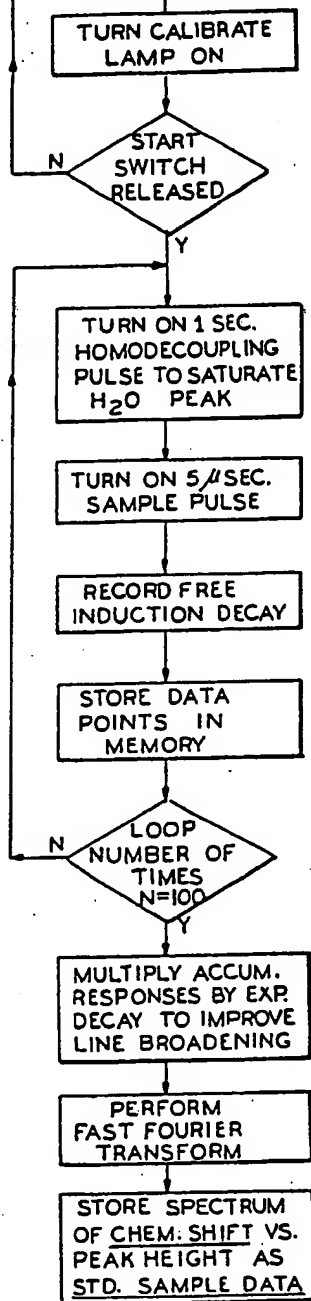 TURN CALIBRATE
LAMP ON
START
SWITCH
RELEASED
N
Y
TURN ON 1 SEC.
HOMODECOUPLING
PULSE TO SATURATE
H2O PEAK
TURN ON 5 μSEC.
SAMPLE PULSE
RECORD FREE
INDUCTION DECAY
STORE DATA
POINTS IN
MEMORY
N
LOOP
NUMBER OF
TIMES
N=100
Y
MULTIPLY ACCUM.
RESPONSES BY EXP.
DECAY TO IMPROVE
LINE BROADENING
PERFORM
FAST FOURIER
TRANSFORM
STORE SPECTRUM
OF CHEM. SHIFT VS.
PEAK HEIGHT AS
STD. SAMPLE DATA